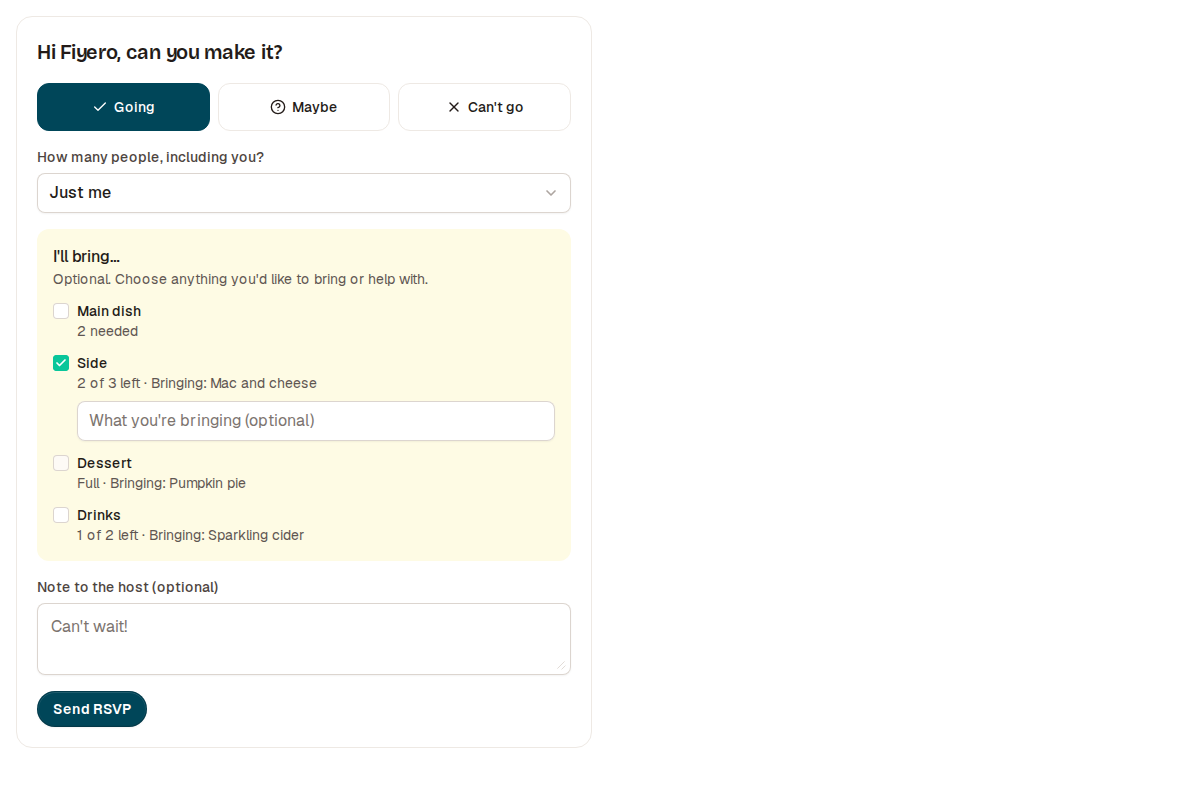 Hi Fiyero, can you make it?
Going
Maybe
Can't go
How many people, including you?
Just me
I'll bring...
Optional. Choose anything you'd like to bring or help with.
Main dish
2 needed
Side
2 of 3 left · Bringing: Mac and cheese
What you're bringing (optional)
Dessert
Full · Bringing: Pumpkin pie
Drinks
1 of 2 left · Bringing: Sparkling cider
Note to the host (optional)
Can't wait!
Send RSVP